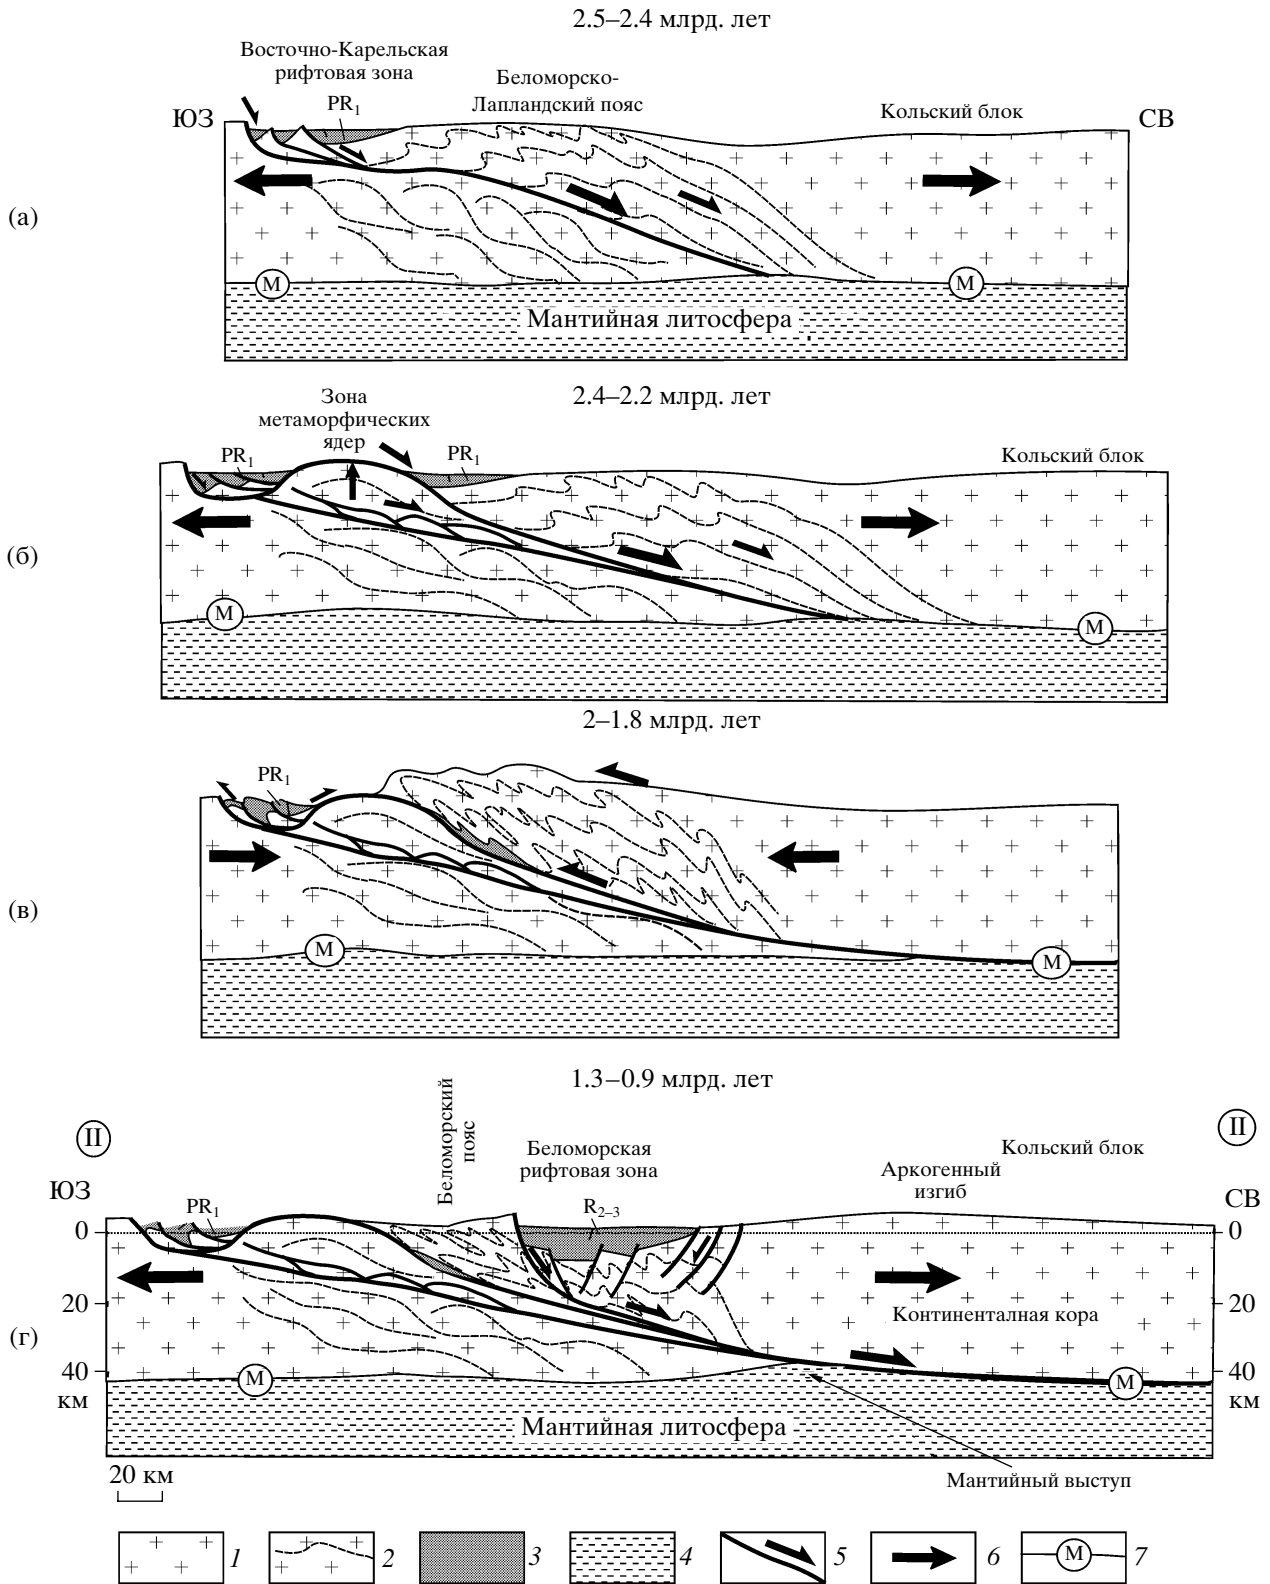 2.5–2.4 млрд. лет
Восточно-Карельская
рифтовая зона
Беломорско-
Лапландский пояс
Кольский блок
ЮЗ
PR1
СВ
(а)
М
М
Мантийная литосфера
2.4–2.2 млрд. лет
Зона
метаморфических
ядер
PR1
PR1
Кольский блок
(б)
М
М
2–1.8 млрд. лет
PR1
(в)
М
М
1.3–0.9 млрд. лет
II
II
Беломорский
пояс
Беломорская
рифтовая зона
Аркогенный
изгиб
Кольский блок
ЮЗ
СВ
PR1
R2–3
0
0
20
20
Континенталная кора
(г)
40
40
км
км
М
М
Мантийная литосфера
Мантийный выступ
20 км
1
2
3
4
5
6
М
7